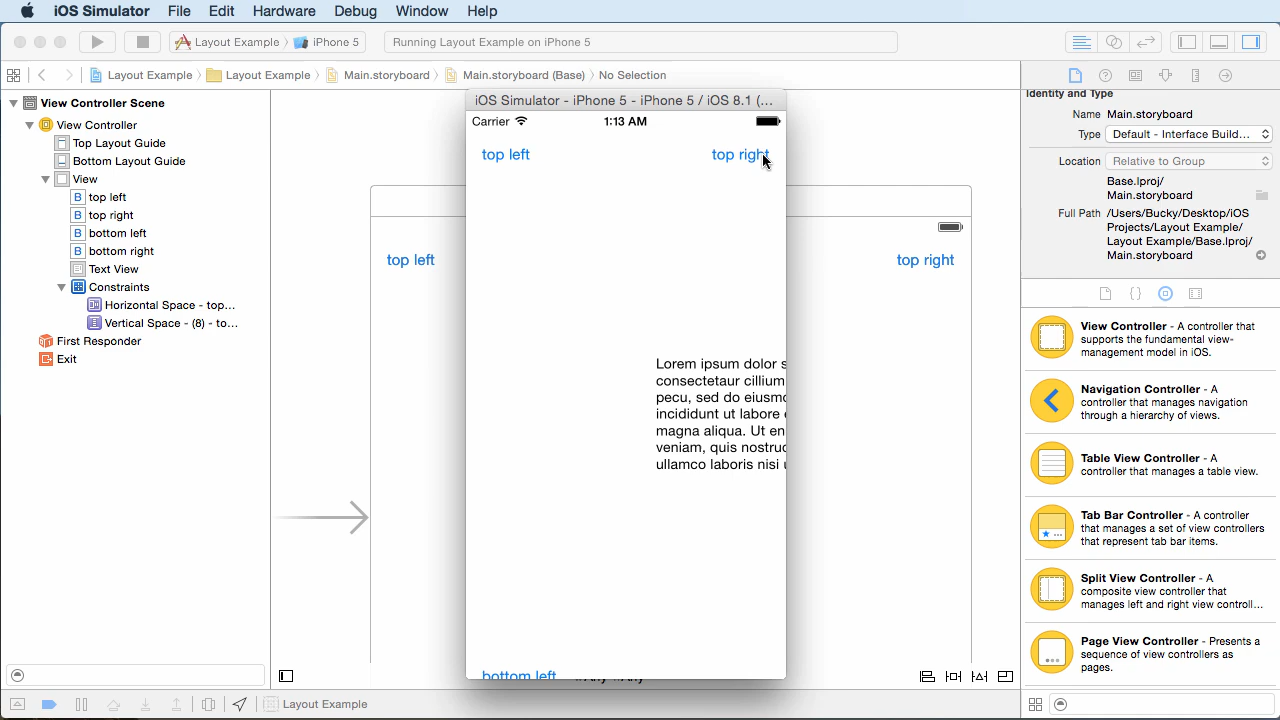 iOS Simulator File Edit Hardware Debug Window Help
Layout Example iPhone 5
Running Layout Example on iPhone 5
Layout Example Layout Example Main.storyboard Main.storyboard (Base) No Selection
View Controller Scene
View Controller
Top Layout Guide
Bottom Layout Guide
View
B top left
B top right
B bottom left
B bottom right
Text View
Constraints
Horizontal Space - top...
Vertical Space - (8) - to...
First Responder
Exit
top left
top right
iOS Simulator - iPhone 5 - iPhone 5 / iOS 8.1 (...
Carrier 1:13 AM
top left top right
Lorem ipsum dolor s
consectetaur cillium
pecu, sed do eiusmo
incididunt ut labore
magna aliqua. Ut en
veniam, quis nostruc
ullamco laboris nisi
bottom left
Identity and Type
Name Main.storyboard
Type Default - Interface Build...
Location Relative to Group
Base.lproj/
Main.storyboard
Full Path /Users/Bucky/Desktop/iOS
Projects/Layout Example/
Layout Example/Base.lproj/
Main.storyboard
View Controller - A controller that
supports the fundamental view-
management model in iOS.
Navigation Controller - A
controller that manages navigation
through a hierarchy of views.
Table View Controller - A
controller that manages a table view.
Tab Bar Controller - A controller
that manages a set of view controllers
that represent tab bar items.
Split View Controller - A
composite view controller that
manages left and right view controll...
Page View Controller - Presents a
sequence of view controllers as
pages.
Layout Example